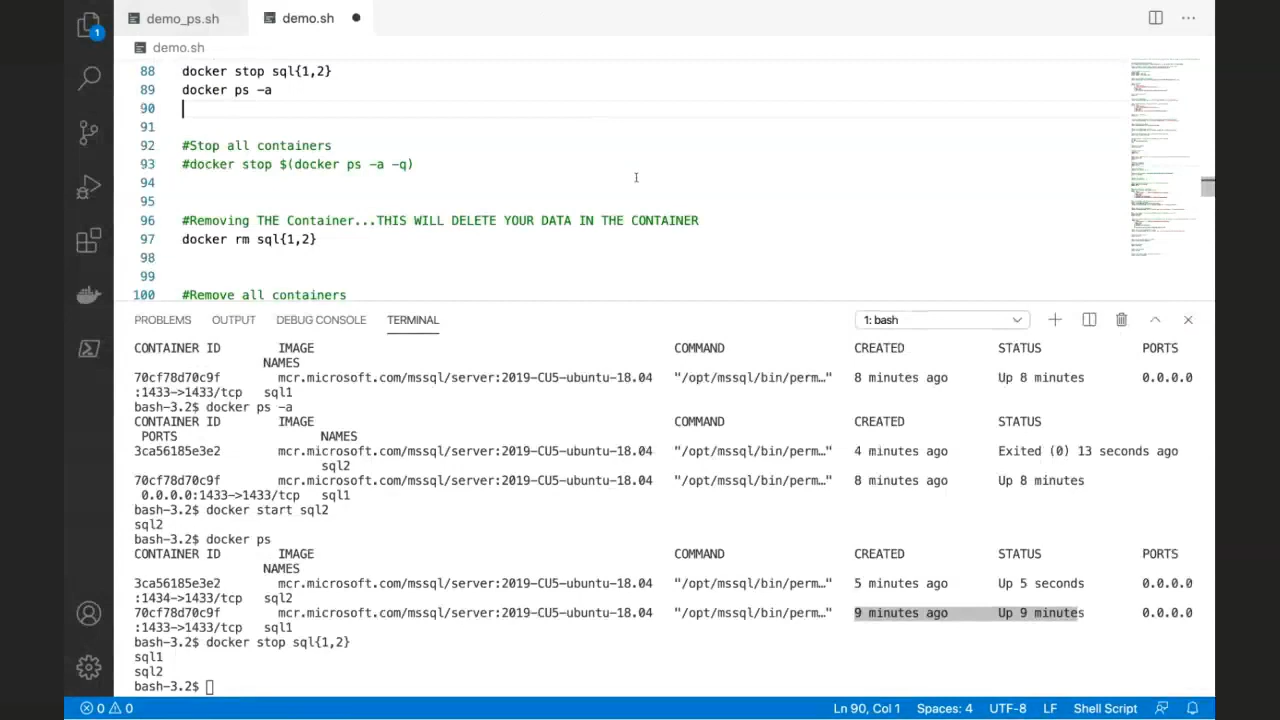 demo_ps.sh demo.sh
1
demo.sh
88 docker stop sql{1,2}
89 docker ps -a
90
91
92 #Stop all containers
93 #docker stop $(docker ps -a -q)
94
95
96 #Removing THE Container...THIS WILL DELETE YOUR DATA IN THE CONTAINER
97 docker rm sql{1,2}
98
99
100 #Remove all containers
PROBLEMS OUTPUT DEBUG CONSOLE TERMINAL 1: bash
CONTAINER ID IMAGE COMMAND CREATED STATUS PORTS
NAMES
70cf78d70c9f mcr.microsoft.com/mssql/server:2019-CU5-ubuntu-18.04 "/opt/mssql/bin/perm…" 8 minutes ago Up 8 minutes 0.0.0.0
:1433->1433/tcp sql1
bash-3.2$ docker ps -a
CONTAINER ID IMAGE COMMAND CREATED STATUS
PORTS NAMES
3ca56185e3e2 mcr.microsoft.com/mssql/server:2019-CU5-ubuntu-18.04 "/opt/mssql/bin/perm…" 4 minutes ago Exited (0) 13 seconds ago
sql2
70cf78d70c9f mcr.microsoft.com/mssql/server:2019-CU5-ubuntu-18.04 "/opt/mssql/bin/perm…" 8 minutes ago Up 8 minutes
0.0.0.0:1433->1433/tcp sql1
bash-3.2$ docker start sql2
sql2
bash-3.2$ docker ps
CONTAINER ID IMAGE COMMAND CREATED STATUS PORTS
NAMES
3ca56185e3e2 mcr.microsoft.com/mssql/server:2019-CU5-ubuntu-18.04 "/opt/mssql/bin/perm…" 5 minutes ago Up 5 seconds 0.0.0.0
:1434->1433/tcp sql2
70cf78d70c9f mcr.microsoft.com/mssql/server:2019-CU5-ubuntu-18.04 "/opt/mssql/bin/perm…" 9 minutes ago Up 9 minutes 0.0.0.0
:1433->1433/tcp sql1
bash-3.2$ docker stop sql{1,2}
sql1
sql2
bash-3.2$
0 0 Ln 90, Col 1 Spaces: 4 UTF-8 LF Shell Script